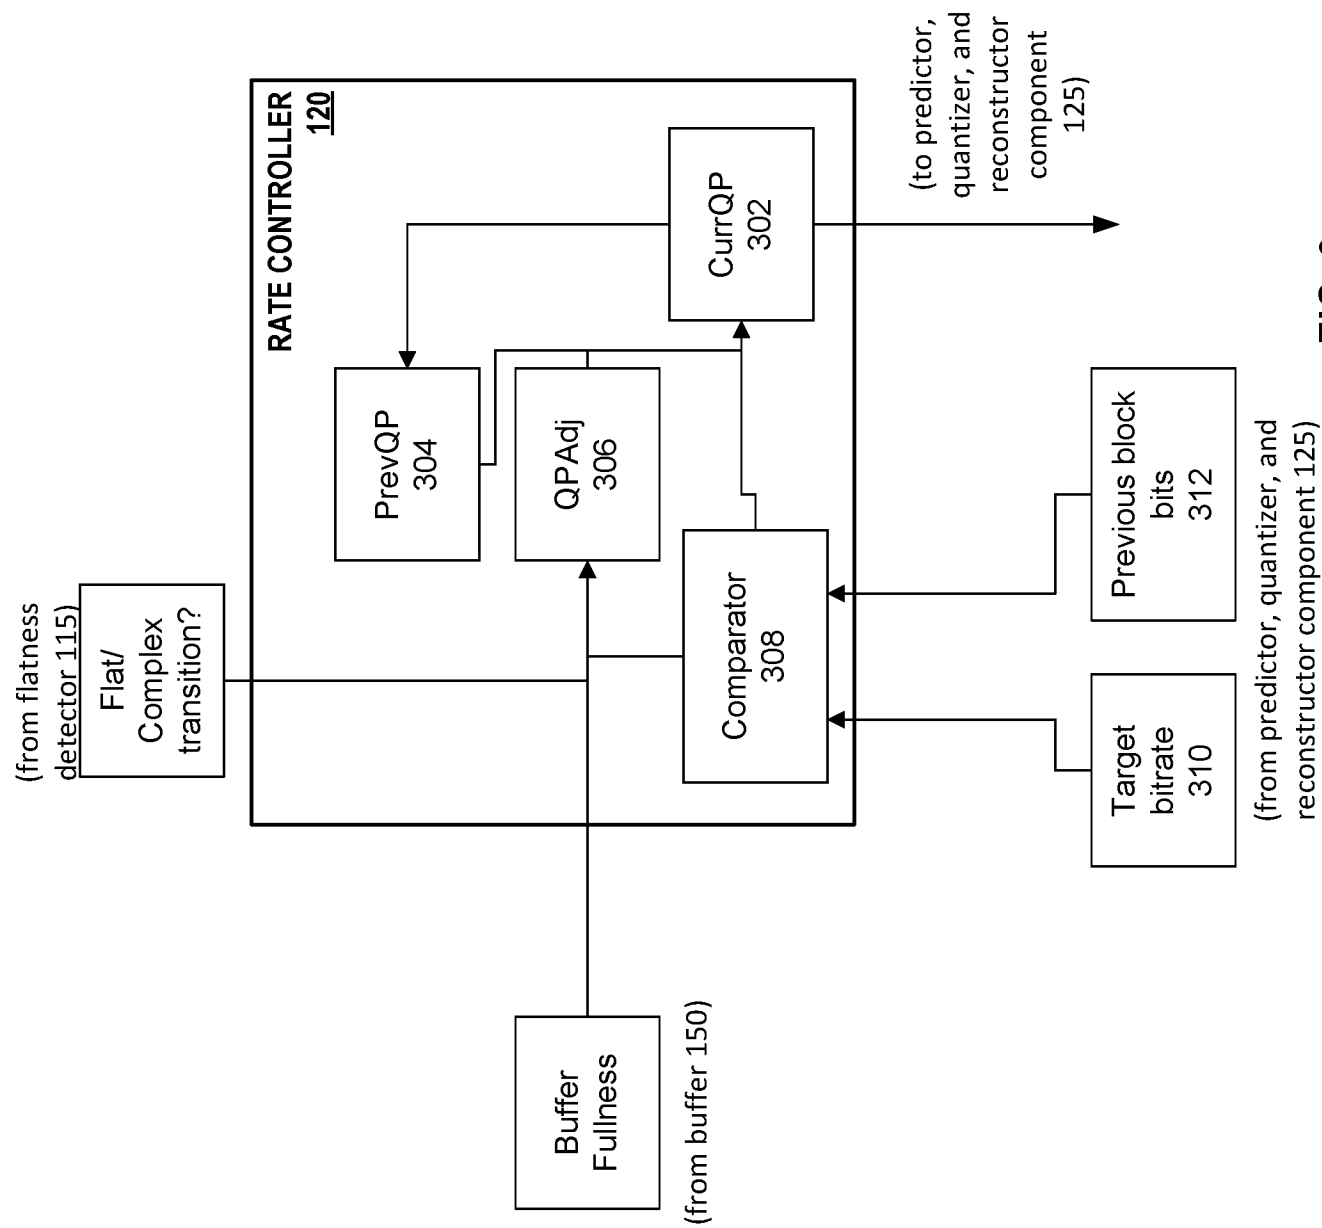 (from flatness
detector 115)
Flat/
Complex
transition?
RATE CONTROLLER
120
PrevQP
304
QPAdj
306
CurrQP
302
Comparator
308
Buffer
Fullness
(from buffer 150)
(to predictor,
quantizer, and
reconstructor
component
125)
Target
bitrate
310
Previous block
bits
312
(from predictor, quantizer, and
reconstructor component 125)